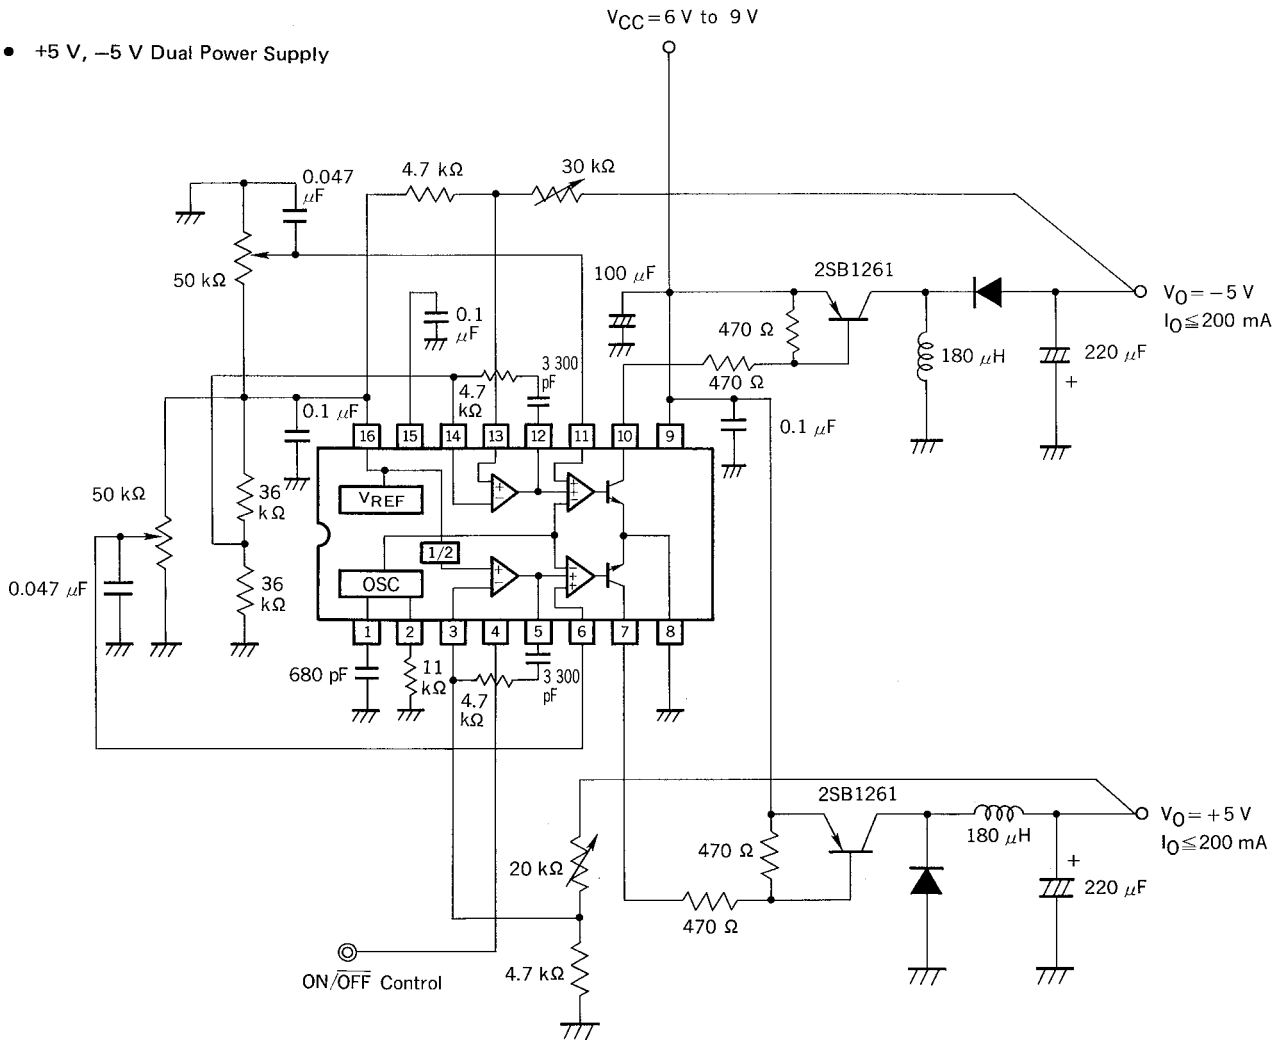 V_CC = 6 V to 9 V
● +5 V, −5 V Dual Power Supply
0.047
μF
4.7 kΩ
30 kΩ
50 kΩ
100 μF
2SB1261
V_O = −5 V
I_O ≦ 200 mA
0.1
μF
470 Ω
470 Ω
180 μH
220 μF
+
3 300
pF
4.7
kΩ
0.1 μF
0.1 μF
16 15 14 13 12 11 10 9
50 kΩ
36
kΩ
V_REF
+
−
+
−
1/2
0.047 μF
36
kΩ
OSC
+
−
−
+
+
1 2 3 4 5 6 7 8
680 pF
11
kΩ
4.7
kΩ
3 300
pF
2SB1261
V_O = +5 V
I_O ≦ 200 mA
180 μH
470 Ω
20 kΩ
+
220 μF
470 Ω
4.7 kΩ
ON/O̅F̅F̅ Control